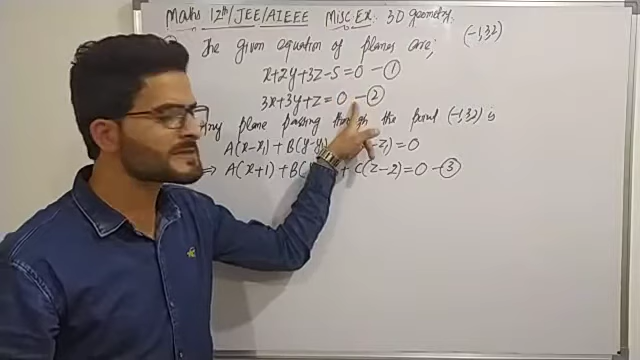 Maths 12th/JEE/AIEEE Misc.Ex. 3D geometry.
The given equation of planes are; (-1,3,2)
x+2y+3z-5=0 -①
3x+3y+z=0 -②
plane passing through the point (-1,3,2) is
A(x-x₁)+B(y-y₁) -z₁)=0
⇒ A(x+1)+B( +C(z-2)=0 -③